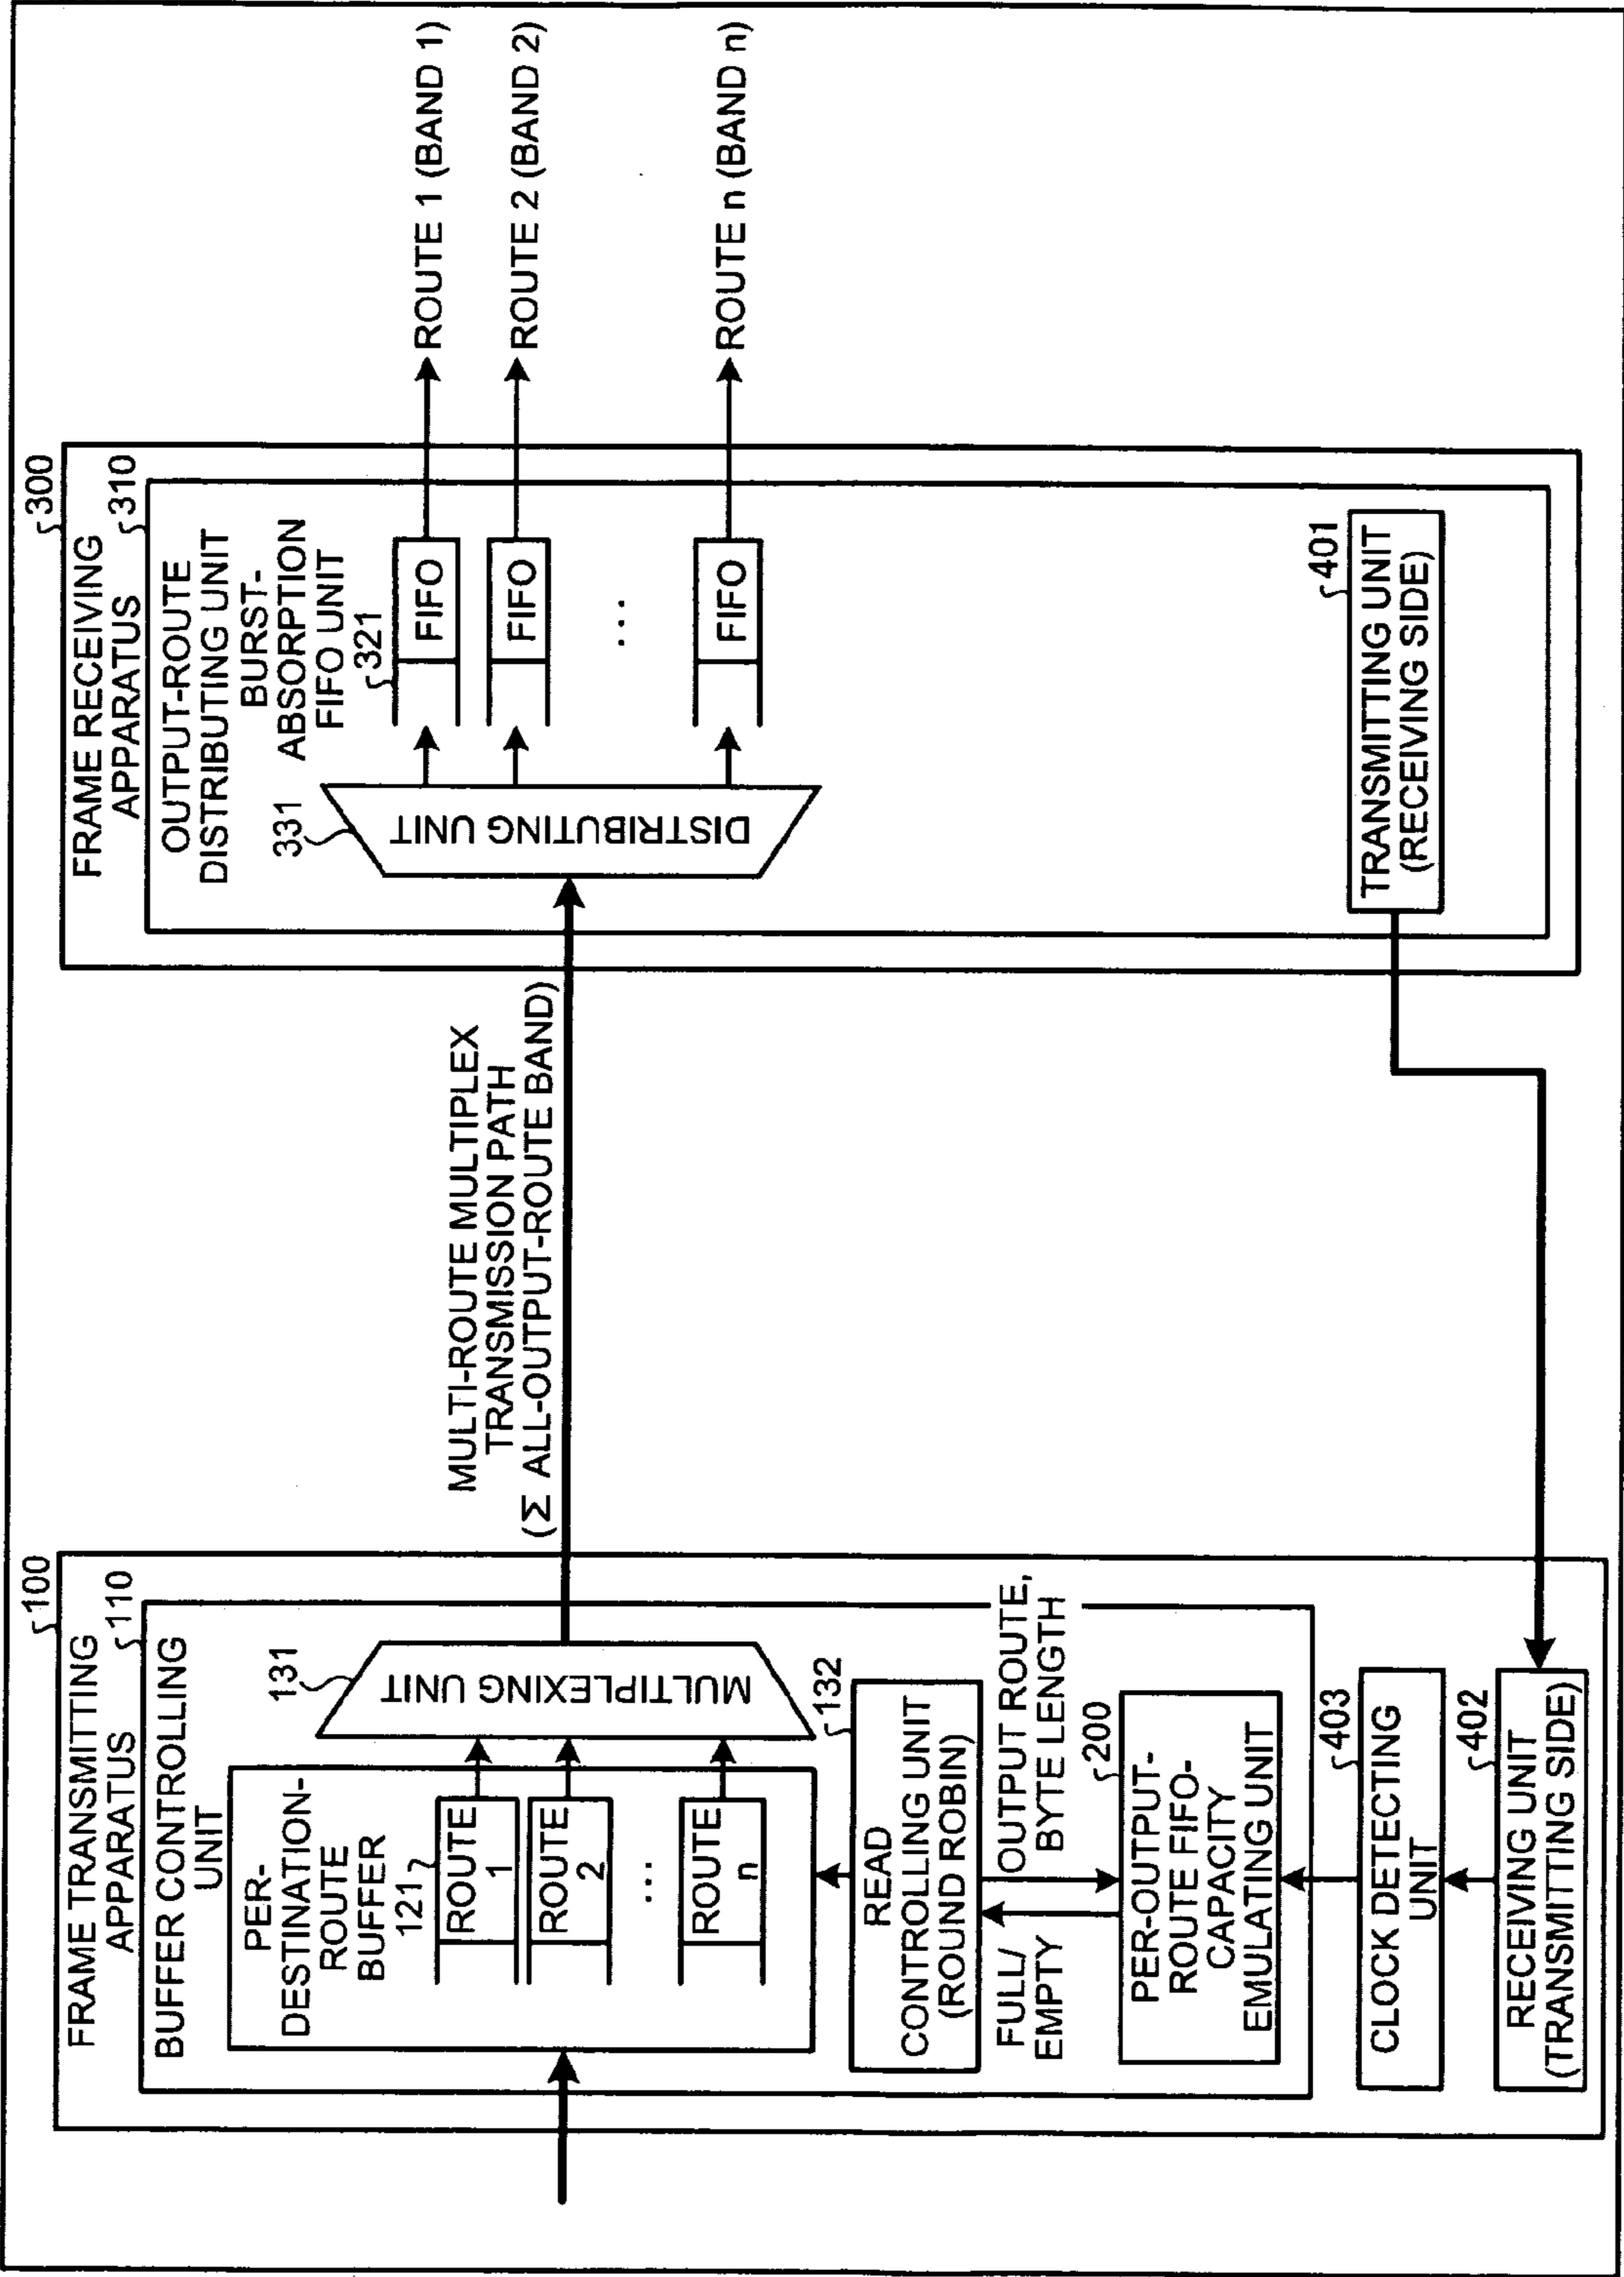 FRAME TRANSMITTING
APPARATUS
100
BUFFER CONTROLLING
UNIT
110
PER-
DESTINATION-
ROUTE
BUFFER
121
ROUTE
1
ROUTE
2
...
ROUTE
n
131
MULTIPLEXING UNIT
132
READ
CONTROLLING UNIT
(ROUND ROBIN)
FULL/
EMPTY
OUTPUT ROUTE,
BYTE LENGTH
200
PER-OUTPUT-
ROUTE FIFO-
CAPACITY
EMULATING UNIT
403
CLOCK DETECTING
UNIT
402
RECEIVING UNIT
(TRANSMITTING SIDE)
MULTI-ROUTE MULTIPLEX
TRANSMISSION PATH
(Σ ALL-OUTPUT-ROUTE BAND)
FRAME RECEIVING
APPARATUS
300
OUTPUT-ROUTE
DISTRIBUTING UNIT
310
BURST-
ABSORPTION
FIFO UNIT
321
331
DISTRIBUTING UNIT
FIFO
FIFO
...
FIFO
ROUTE 1 (BAND 1)
ROUTE 2 (BAND 2)
ROUTE n (BAND n)
401
TRANSMITTING UNIT
(RECEIVING SIDE)